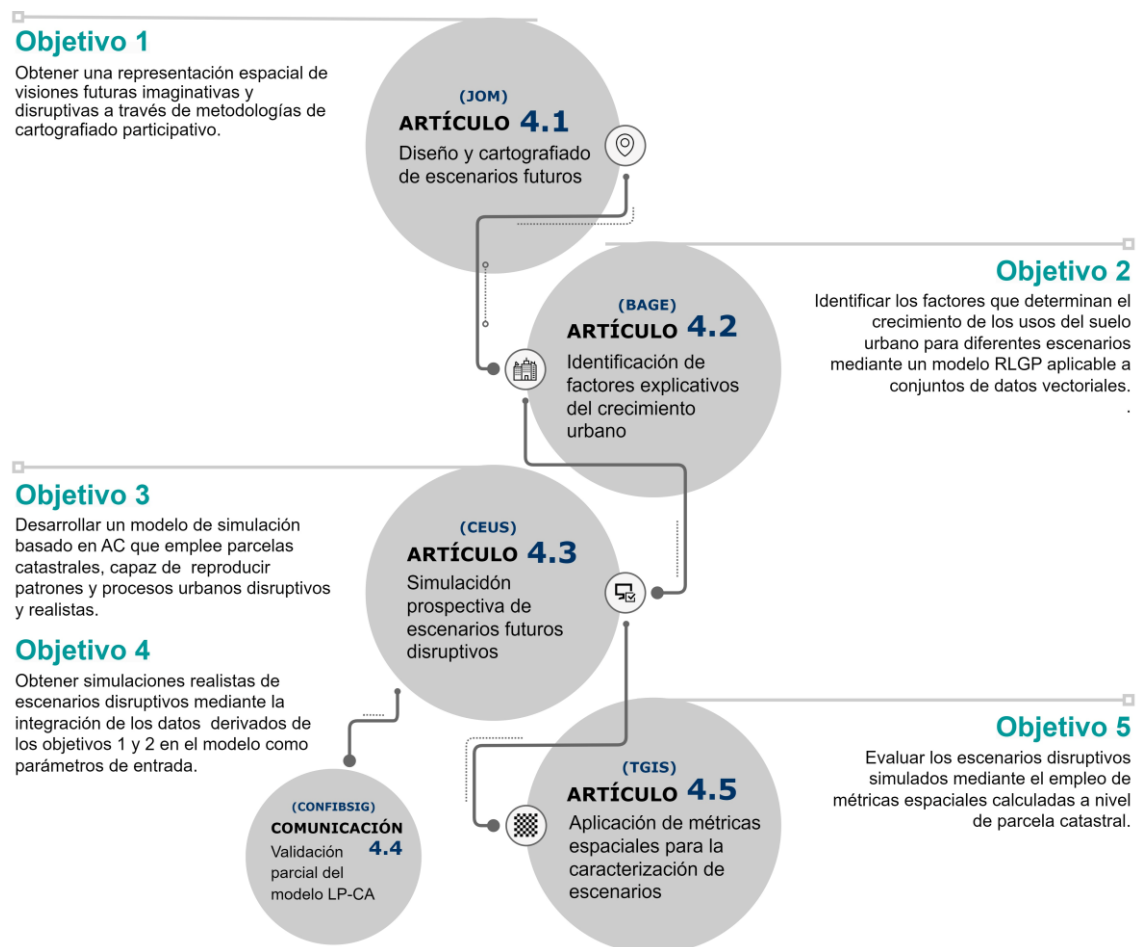 Objetivo 1
Obtener una representación espacial de
visiones futuras imaginativas y
disruptivas a través de metodologías de
cartografiado participativo.
(JOM)
ARTÍCULO 4.1
Diseño y cartografiado
de escenarios futuros
Objetivo 2
Identificar los factores que determinan el
crecimiento de los usos del suelo
urbano para diferentes escenarios
mediante un modelo RLGP aplicable a
conjuntos de datos vectoriales.
.
(BAGE)
ARTÍCULO 4.2
Identificación de
factores explicativos
del crecimiento
urbano
Objetivo 3
Desarrollar un modelo de simulación
basado en AC que emplee parcelas
catastrales, capaz de reproducir
patrones y procesos urbanos disruptivos
y realistas.
(CEUS)
ARTÍCULO 4.3
Simulacidón
prospectiva de
escenarios futuros
disruptivos
Objetivo 4
Obtener simulaciones realistas de
escenarios disruptivos mediante la
integración de los datos derivados de
los objetivos 1 y 2 en el modelo como
parámetros de entrada.
(CONFIBSIG)
COMUNICACIÓN
Validación 4.4
parcial del
modelo LP-CA
Objetivo 5
Evaluar los escenarios disruptivos
simulados mediante el empleo de
métricas espaciales calculadas a nivel
de parcela catastral.
(TGIS)
ARTÍCULO 4.5
Aplicación de métricas
espaciales para la
caracterización de
escenarios